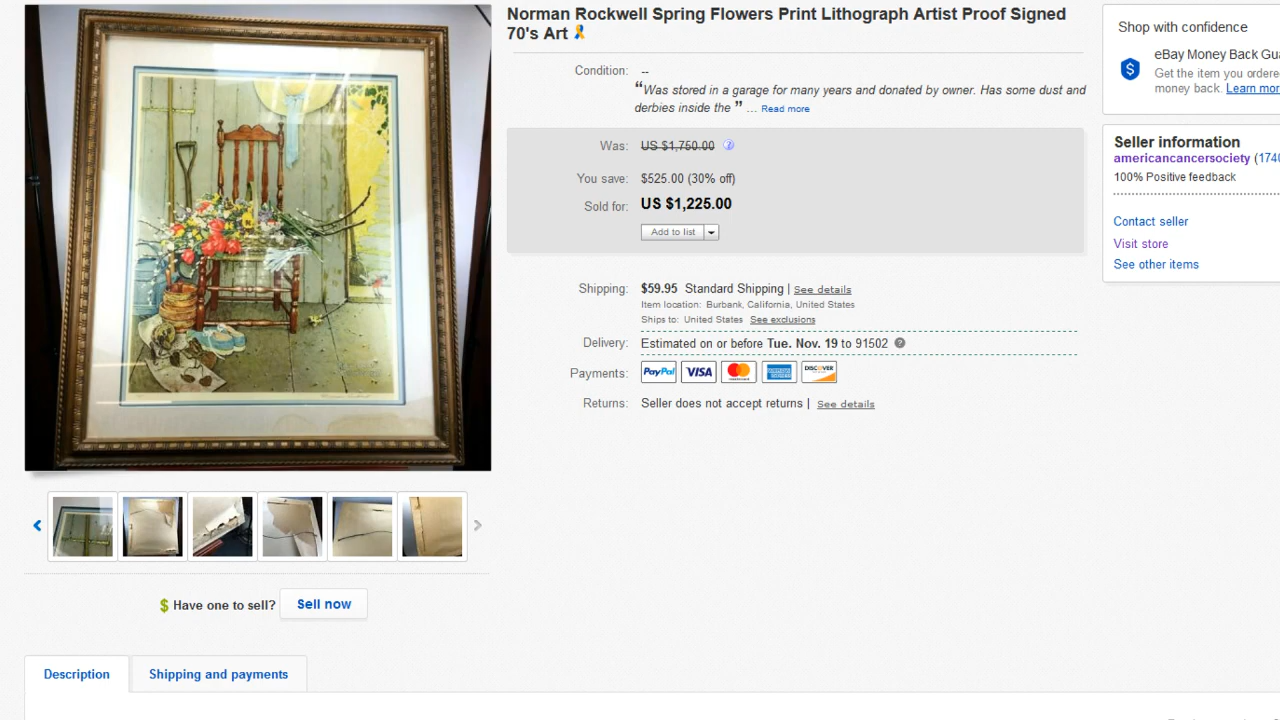 Norman Rockwell Spring Flowers Print Lithograph Artist Proof Signed
70's Art
Condition: --
“Was stored in a garage for many years and donated by owner. Has some dust and
derbies inside the ” ... Read more
Was: US $1,750.00
You save: $525.00 (30% off)
Sold for: US $1,225.00
Add to list
Shipping: $59.95 Standard Shipping | See details
Item location: Burbank, California, United States
Ships to: United States See exclusions
Delivery: Estimated on or before Tue. Nov. 19 to 91502
Payments: PayPal VISA MasterCard AMERICAN EXPRESS DISCOVER
Returns: Seller does not accept returns | See details
Shop with confidence
eBay Money Back Gua
Get the item you ordere
money back. Learn mor
Seller information
americancancersociety (1740
100% Positive feedback
Contact seller
Visit store
See other items
$ Have one to sell? Sell now
Description
Shipping and payments